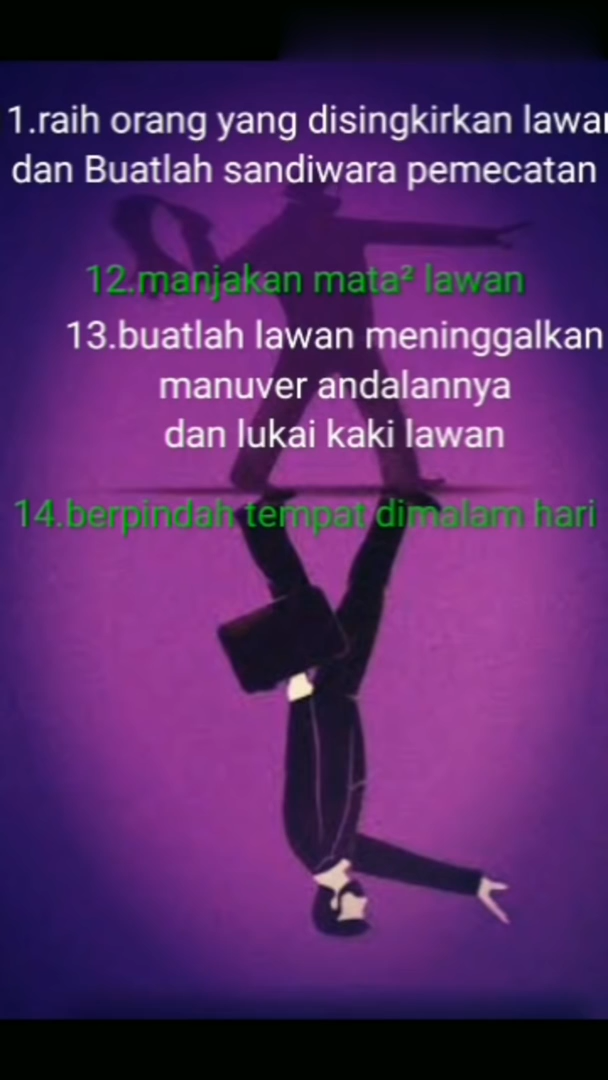 1.raih orang yang disingkirkan lawan
dan Buatlah sandiwara pemecatan
12.manjakan mata² lawan
13.buatlah lawan meninggalkan
manuver andalannya
dan lukai kaki lawan
14.berpindah tempat dimalam hari